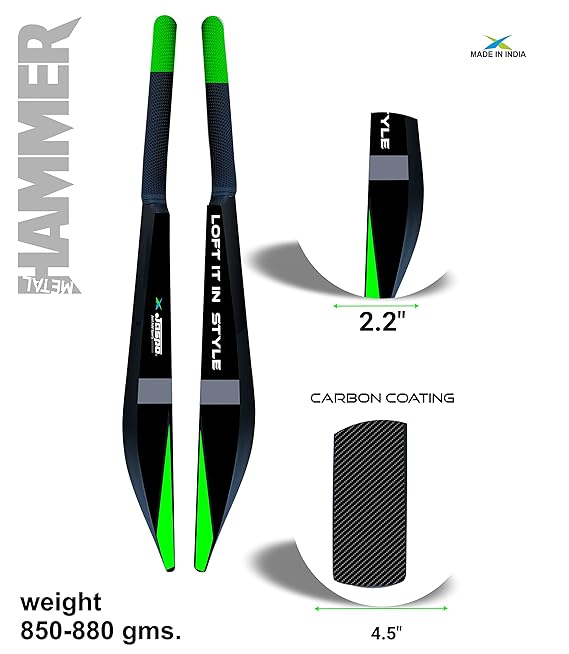 METAL
HAMMER
MADE IN INDIA
LOFT IT IN STYLE
Jaspo
YLE
2.2"
CARBON COATING
weight
850-880 gms.
4.5"